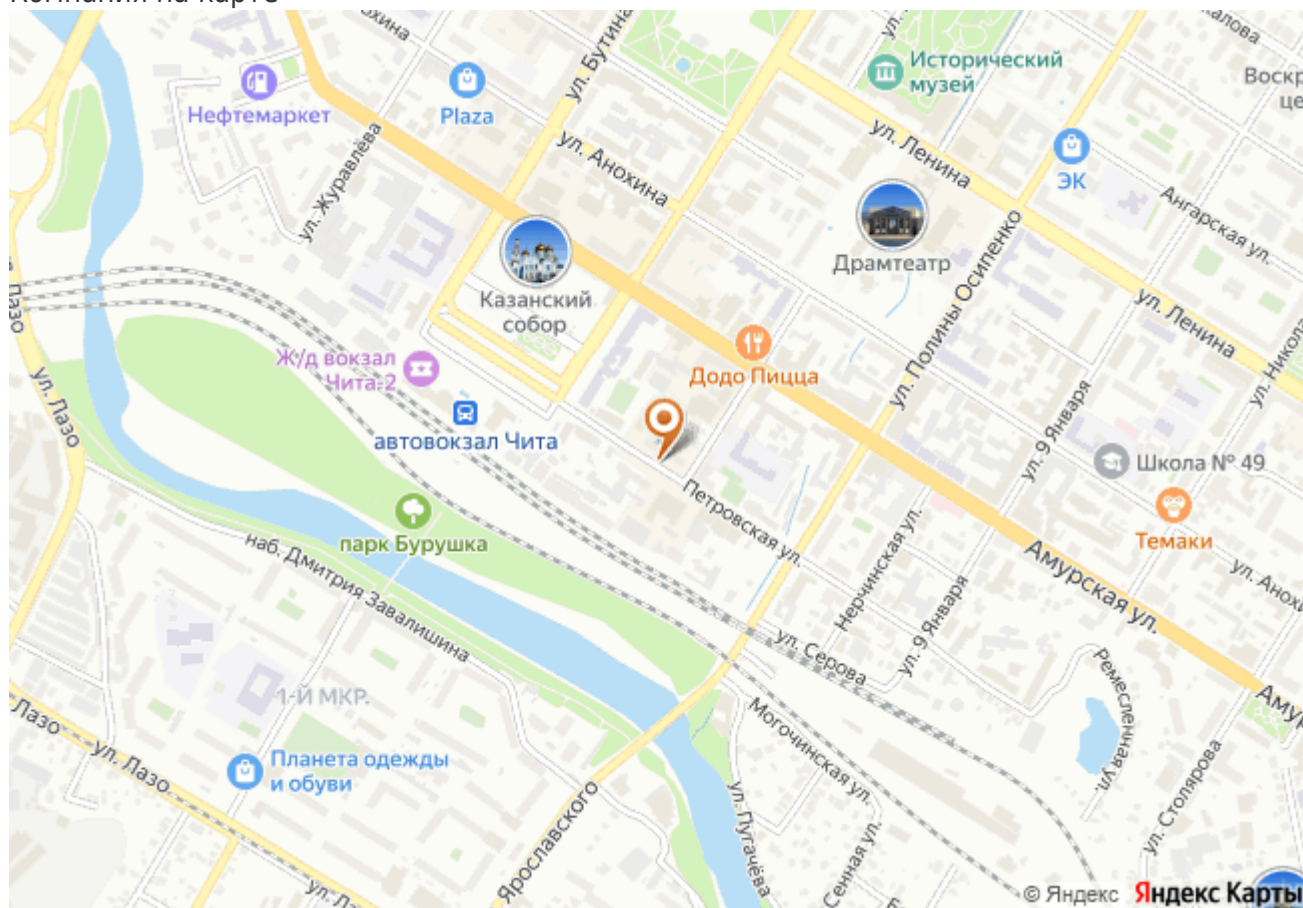 Компания на карте
Нефтемаркет
Plaza
ул. Бутина
Исторический
музей
ул. Журавлёва
ул. Анохина
ул. Ленина
ЭК
Ангарская ул.
Драмтеатр
Казанский
собор
ул. Полины Осипенко
ул. Ленина
Ж/д вокзал
Чита-2
Додо Пицца
ул. Лазо
автовокзал Чита
ул. 9 Января
Школа № 49
Петровская ул.
парк Бурушка
Темаки
наб. Дмитрия Завалишина
Нерчинская ул.
Амурская ул.
ул. 9 Января
ул. Серова
1-Й МКР.
Ремесленная ул.
ул. Лазо
Могочинская ул.
Планета одежды
и обуви
ул. Столярова
Ярославского
ул. Пугачёва
Сенная ул.
© Яндекс Яндекс Карты